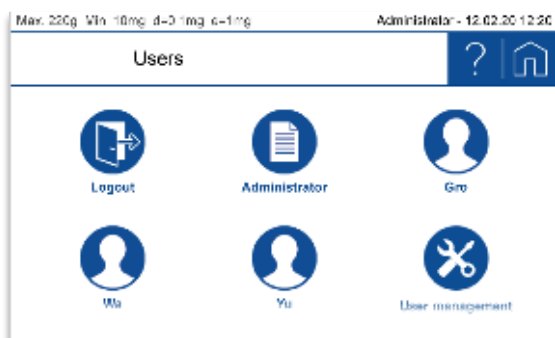 Max. 220g Min 10mg d=0.1mg e=1mg
Administrator - 12.02.20 12:20
Users
?
Logout
Administrator
Gro
Wa
Yu
User management